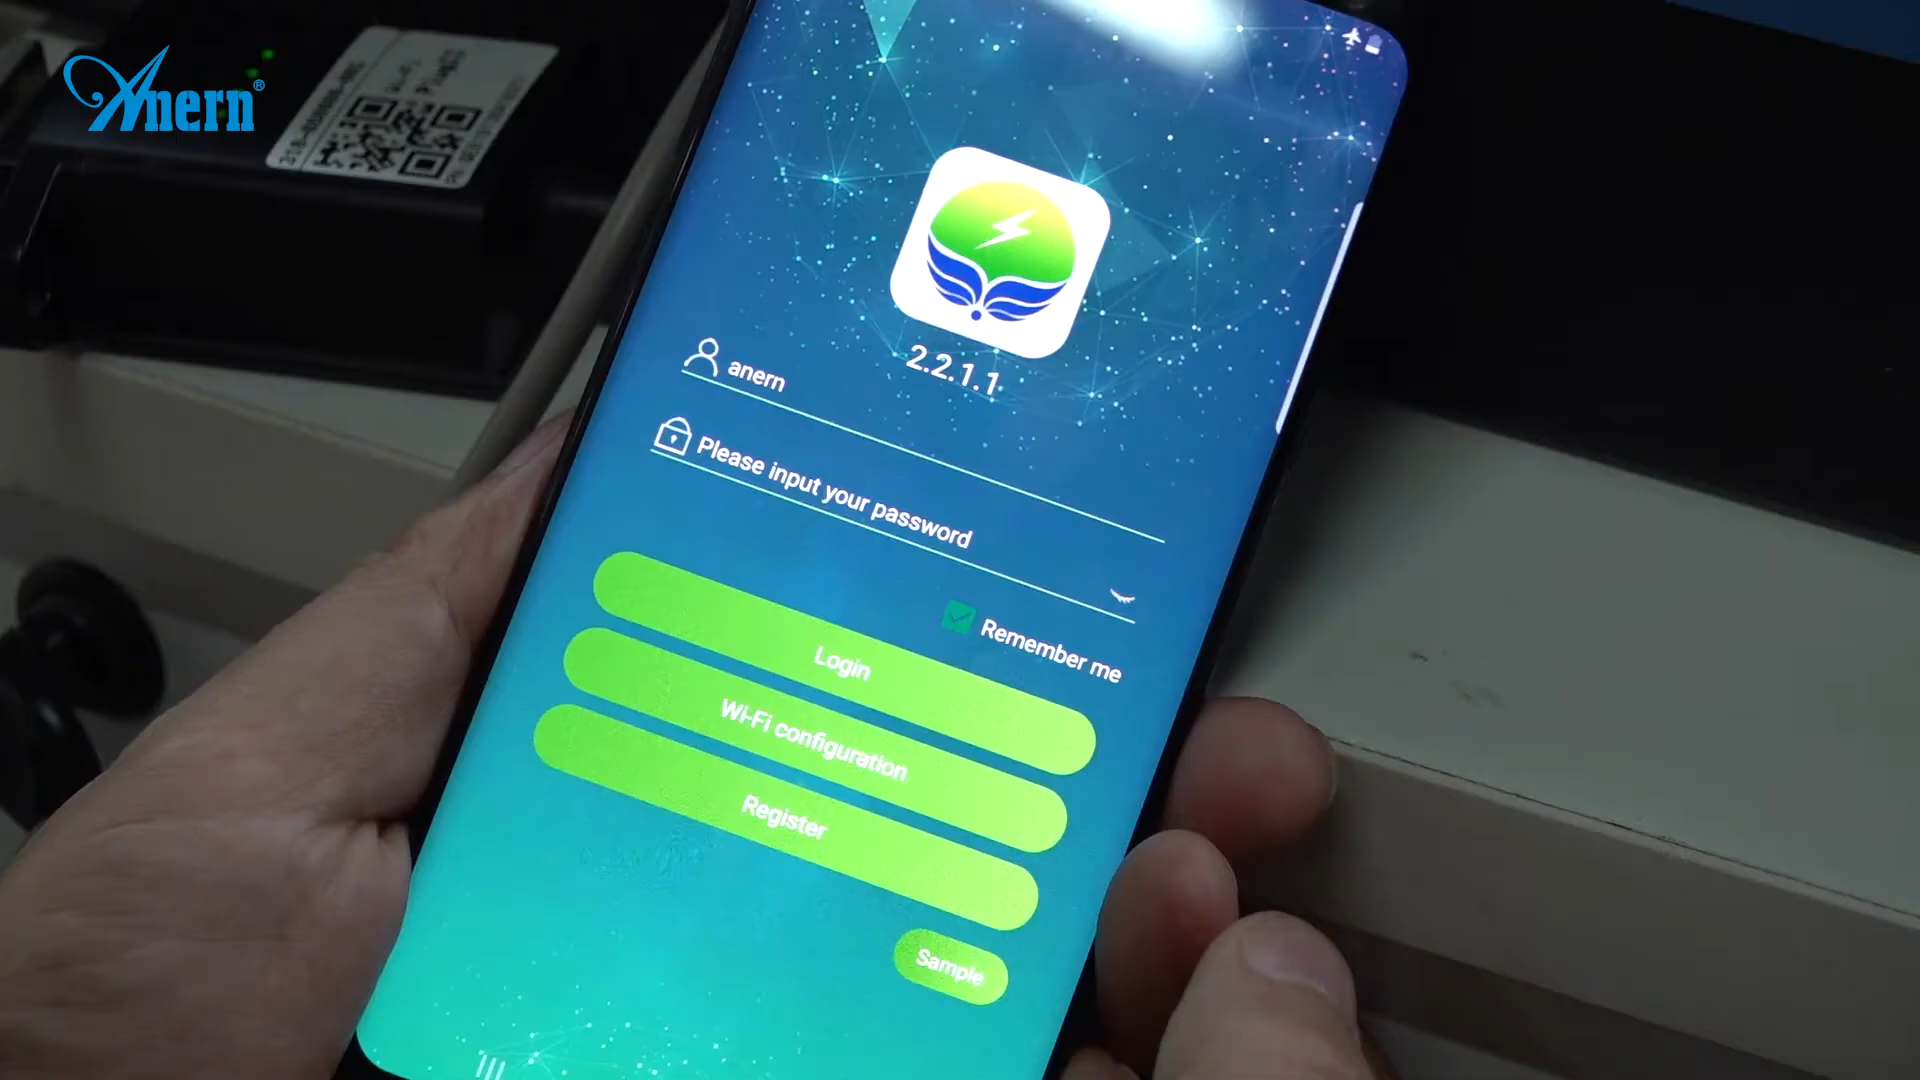 Anern®
2.2.1.1
anern
Please input your password
Remember me
Login
Wi-Fi configuration
Register
Sample